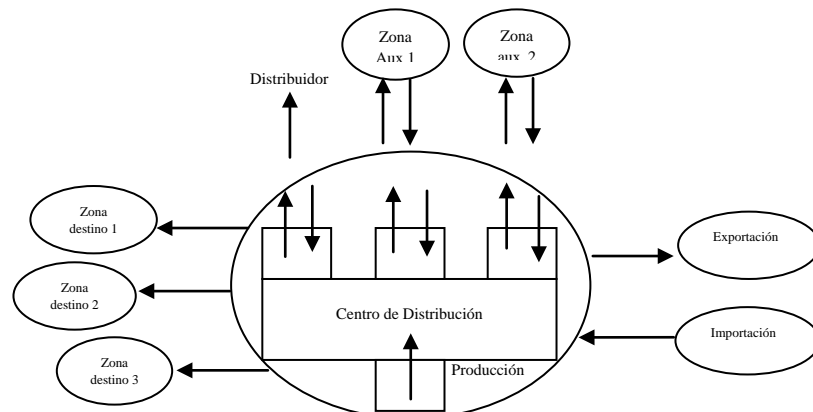 Zona
Aux 1
Zona
aux. 2
Distribuidor
Zona
destino 1
Exportación
Zona
destino 2
Centro de Distribución
Importación
Zona
destino 3
Producción